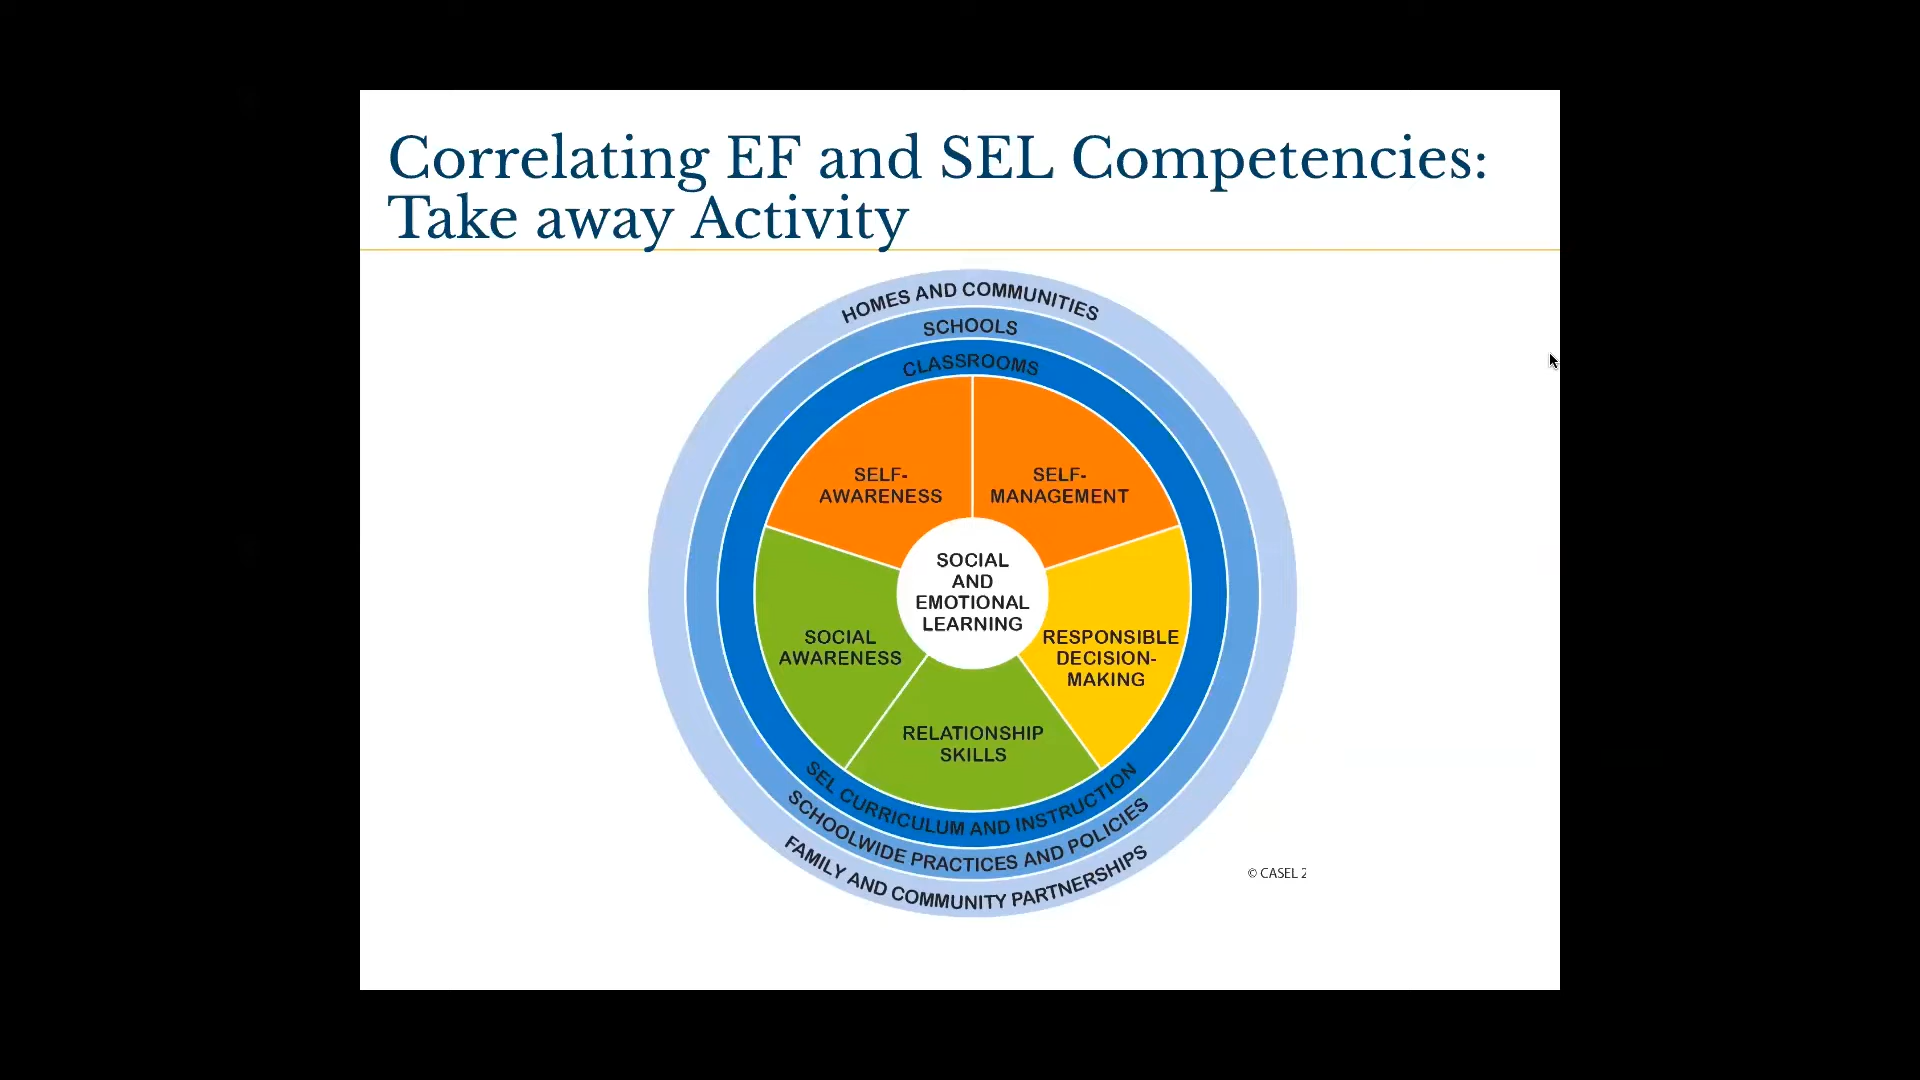 Correlating EF and SEL Competencies:
Take away Activity
HOMES AND COMMUNITIES
SCHOOLS
CLASSROOMS
SELF-
AWARENESS
SELF-
MANAGEMENT
SOCIAL
AND
EMOTIONAL
LEARNING
SOCIAL
AWARENESS
RESPONSIBLE
DECISION-
MAKING
RELATIONSHIP
SKILLS
SEL CURRICULUM AND INSTRUCTION
SCHOOLWIDE PRACTICES AND POLICIES
FAMILY AND COMMUNITY PARTNERSHIPS
© CASEL 2